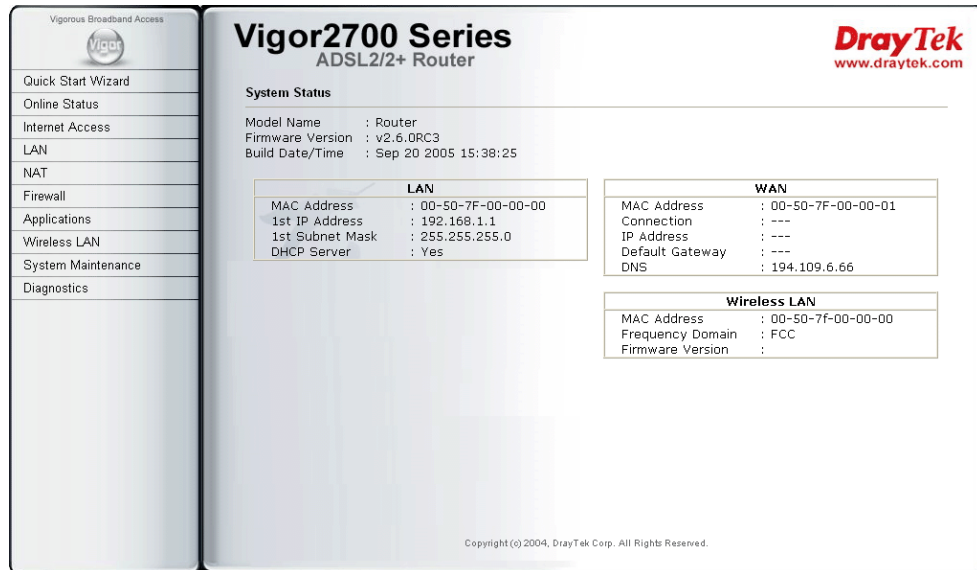 Vigorous Broadband Access
Vigor
Quick Start Wizard
Online Status
Internet Access
LAN
NAT
Firewall
Applications
Wireless LAN
System Maintenance
Diagnostics
Vigor2700 Series
ADSL2/2+ Router
DrayTek
www.draytek.com
System Status
Model Name : Router
Firmware Version : v2.6.0RC3
Build Date/Time : Sep 20 2005 15:38:25
LAN
MAC Address : 00-50-7F-00-00-00
1st IP Address : 192.168.1.1
1st Subnet Mask : 255.255.255.0
DHCP Server : Yes
WAN
MAC Address : 00-50-7F-00-00-01
Connection : ---
IP Address : ---
Default Gateway : ---
DNS : 194.109.6.66
Wireless LAN
MAC Address : 00-50-7f-00-00-00
Frequency Domain : FCC
Firmware Version :
Copyright (c) 2004, DrayTek Corp. All Rights Reserved.